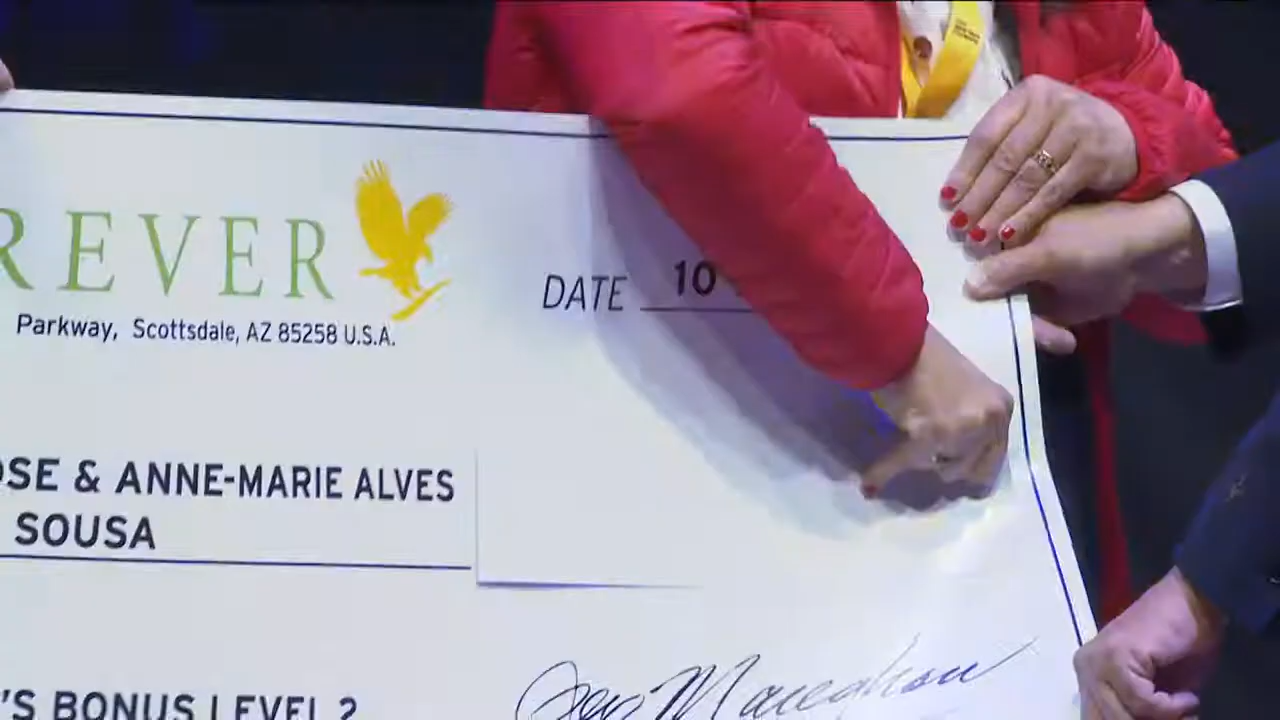 REVER
DATE 10
Parkway, Scottsdale, AZ 85258 U.S.A.
OSE & ANNE-MARIE ALVES
SOUSA
'S BONUS LEVEL 2